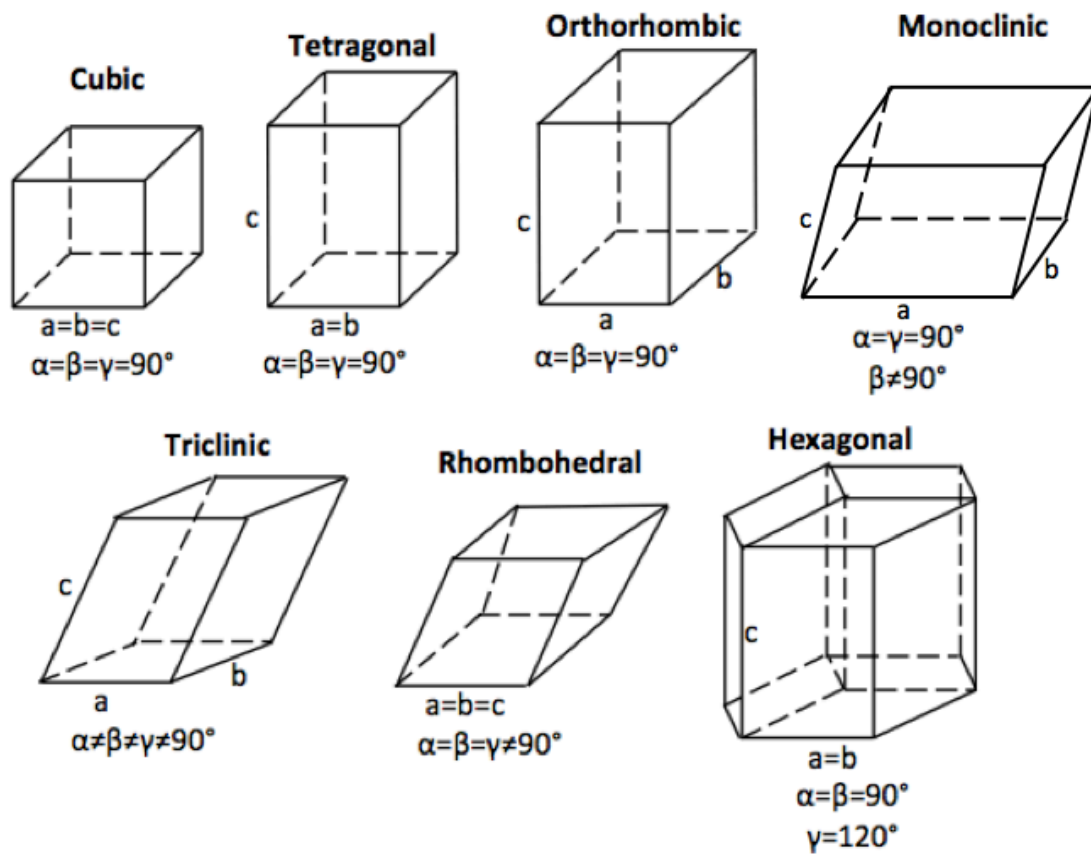 Cubic
a=b=c
α=β=γ=90°
Tetragonal
c
a=b
α=β=γ=90°
Orthorhombic
c
b
a
α=β=γ=90°
Monoclinic
c
b
a
α=γ=90°
β≠90°
Triclinic
c
b
a
α≠β≠γ≠90°
Rhombohedral
a=b=c
α=β=γ≠90°
Hexagonal
c
a=b
α=β=90°
γ=120°